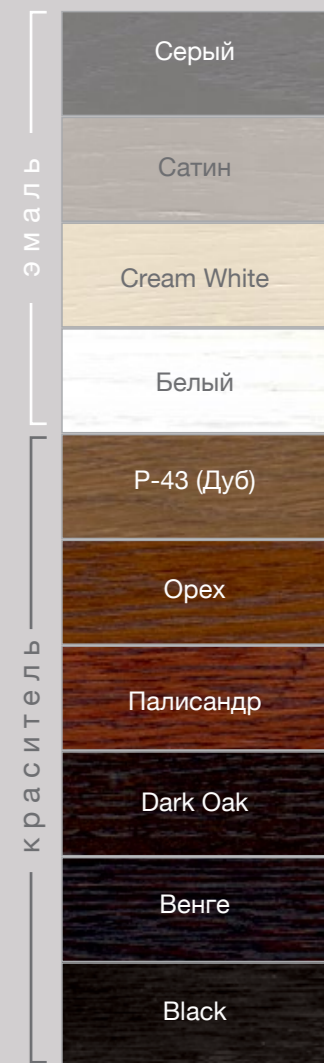 эмаль
Серый
Сатин
Cream White
Белый
краситель
Р-43 (Дуб)
Орех
Палисандр
Dark Oak
Венге
Black